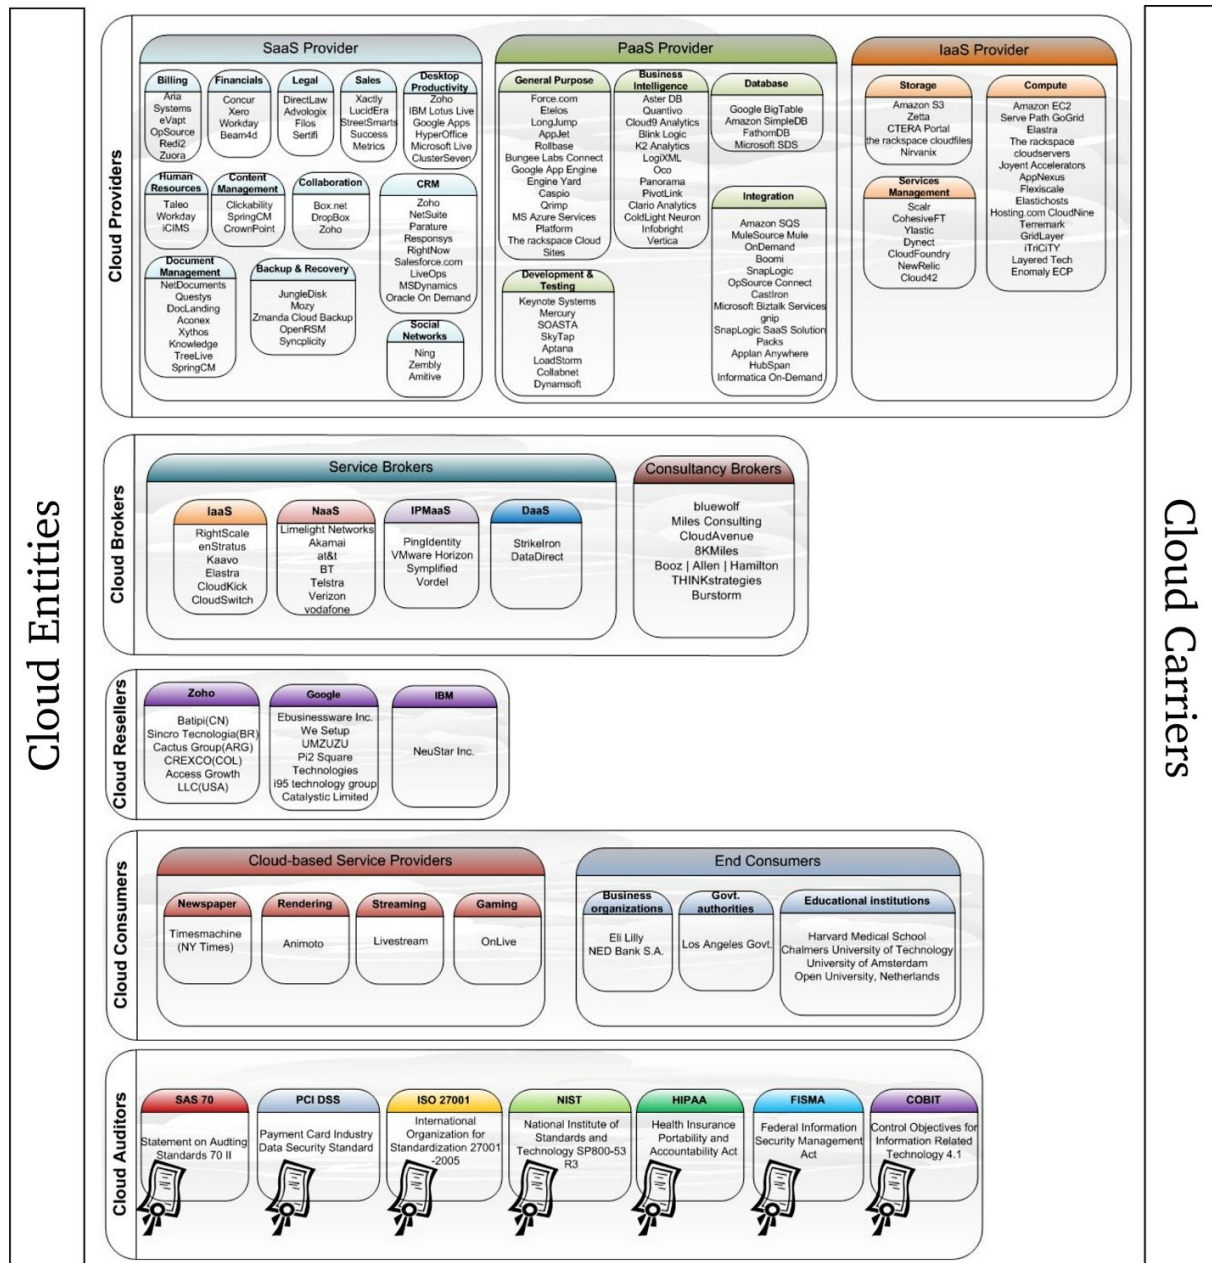 Cloud Entities
Cloud Providers
SaaS Provider
Billing
Aria
Systems
eVapt
OpSource
Redi2
Zuora
Financials
Concur
Xero
Workday
Beam4d
Legal
DirectLaw
Advologix
Filos
Sertifi
Sales
Xactly
LucidEra
StreetSmarts
Success
Metrics
Desktop
Productivity
Zoho
IBM Lotus Live
Google Apps
HyperOffice
Microsoft Live
ClusterSeven
Human
Resources
Taleo
Workday
iCIMS
Content
Management
Clickability
SpringCM
CrownPoint
Collaboration
Box.net
DropBox
Zoho
CRM
Zoho
NetSuite
Parature
Responsys
RightNow
Salesforce.com
LiveOps
MSDynamics
Oracle On Demand
Document
Management
NetDocuments
Questys
DocLanding
Aconex
Xythos
Knowledge
TreeLive
SpringCM
Backup & Recovery
JungleDisk
Mozy
Zmanda Cloud Backup
OpenRSM
Syncplicity
Social
Networks
Ning
Zembly
Amitive
PaaS Provider
General Purpose
Force.com
Etelos
LongJump
AppJet
Rollbase
Bungee Labs Connect
Google App Engine
Engine Yard
Caspio
Qrimp
MS Azure Services
Platform
The rackspace Cloud
Sites
Business
Intelligence
Aster DB
Quantivo
Cloud9 Analytics
Blink Logic
K2 Analytics
LogiXML
Oco
Panorama
PivotLink
Clario Analytics
ColdLight Neuron
Infobright
Vertica
Database
Google BigTable
Amazon SimpleDB
FathomDB
Microsoft SDS
Development &
Testing
Keynote Systems
Mercury
SOASTA
SkyTap
Aptana
LoadStorm
Collabnet
Dynamsoft
Integration
Amazon SQS
MuleSource Mule
OnDemand
Boomi
SnapLogic
OpSource Connect
CastIron
Microsoft Biztalk Services
gnip
SnapLogic SaaS Solution
Packs
Applan Anywhere
HubSpan
Informatica On-Demand
IaaS Provider
Storage
Amazon S3
Zetta
CTERA Portal
the rackspace cloudfiles
Nirvanix
Services
Management
Scalr
CohesiveFT
Ylastic
Dynect
CloudFoundry
NewRelic
Cloud42
Compute
Amazon EC2
Serve Path GoGrid
Elastra
The rackspace
cloudservers
Joyent Accelerators
AppNexus
Flexiscale
Elastichosts
Hosting.com CloudNine
Terremark
GridLayer
iTriCiTY
Layered Tech
Enomaly ECP
Cloud Brokers
Service Brokers
IaaS
RightScale
enStratus
Kaavo
Elastra
CloudKick
CloudSwitch
NaaS
Limelight Networks
Akamai
at&t
BT
Telstra
Verizon
vodafone
IPMaaS
PingIdentity
VMware Horizon
Symplified
Vordel
DaaS
StrikeIron
DataDirect
Consultancy Brokers
bluewolf
Miles Consulting
CloudAvenue
8KMiles
Booz | Allen | Hamilton
THINKstrategies
Burstorm
Cloud Resellers
Zoho
Batipi(CN)
Sincro Tecnologia(BR)
Cactus Group(ARG)
CREXCO(COL)
Access Growth
LLC(USA)
Google
Ebusinessware Inc.
We Setup
UMZUZU
Pi2 Square
Technologies
i95 technology group
Catalystic Limited
IBM
NeuStar Inc.
Cloud Consumers
Cloud-based Service Providers
Newspaper
Timesmachine
(NY Times)
Rendering
Animoto
Streaming
Livestream
Gaming
OnLive
End Consumers
Business
organizations
Eli Lilly
NED Bank S.A.
Govt.
authorities
Los Angeles Govt.
Educational institutions
Harvard Medical School
Chalmers University of Technology
University of Amsterdam
Open University, Netherlands
Cloud Auditors
SAS 70
Statement on Audting
Standards 70 II
PCI DSS
Payment Card Industry
Data Security Standard
ISO 27001
International
Organization for
Standardization 27001
-2005
NIST
National Institute of
Standards and
Technology SP800-53
R3
HIPAA
Health Insurance
Portability and
Accountability Act
FISMA
Federal Information
Security Management
Act
COBIT
Control Objectives for
Information Related
Technology 4.1
Cloud Carriers